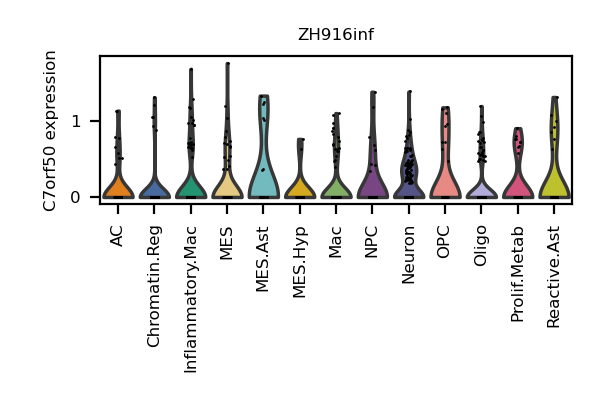 ZH916inf
C7orf50 expression
1
0
AC
Chromatin.Reg
Inflammatory.Mac
MES
MES.Ast
MES.Hyp
Mac
NPC
Neuron
OPC
Oligo
Prolif.Metab
Reactive.Ast